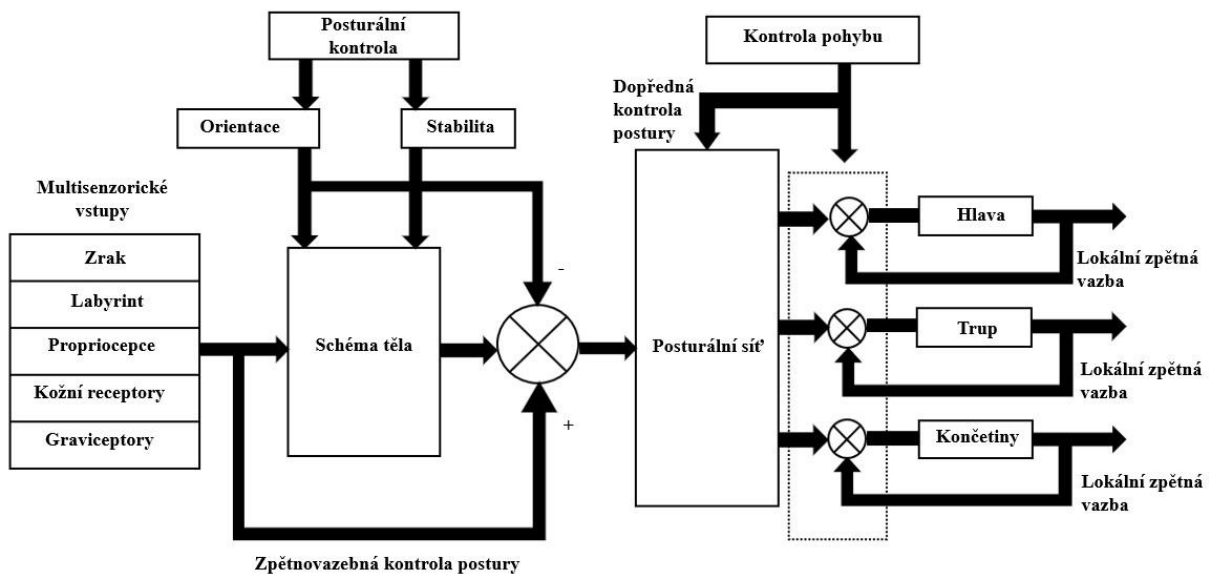 Posturální
kontrola
Kontrola pohybu
Orientace
Stabilita
Dopředná
kontrola
postury
Multisenzorické
vstupy
Zrak
Labyrint
Propriocepce
Kožní receptory
Graviceptory
Schéma těla
-
+
Posturální síť
Hlava
Lokální zpětná
vazba
Trup
Lokální zpětná
vazba
Končetiny
Lokální zpětná
vazba
Zpětnovazebná kontrola postury